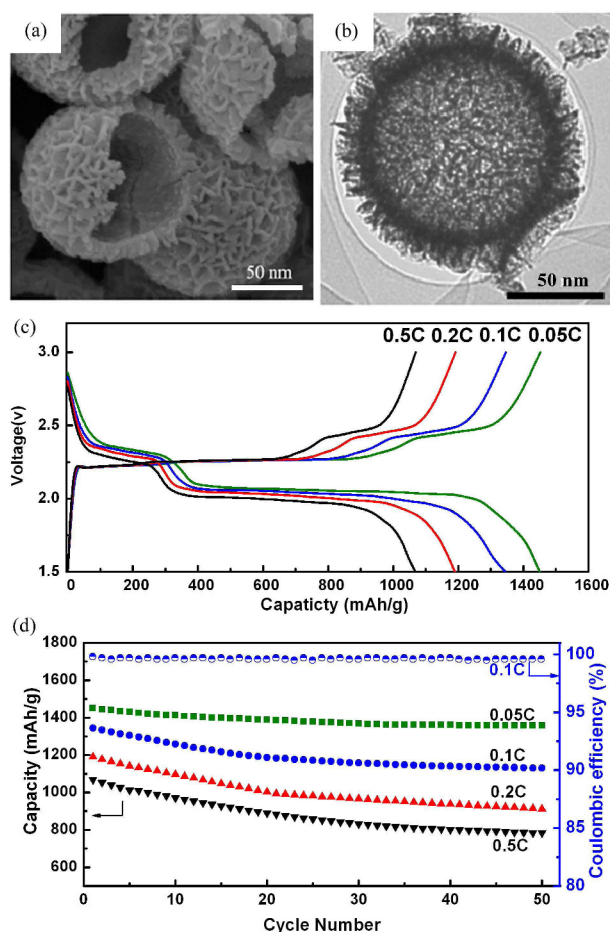 (a)
50 nm
(b)
50 nm
(c)
0.5C 0.2C 0.1C 0.05C
3.0
2.5
2.0
1.5
Voltage(v)
0 200 400 600 800 1000 1200 1400 1600
Capaticty (mAh/g)
(d)
1800
1600
1400
1200
1000
800
600
Capacity (mAh/g)
0.1C
0.05C
0.1C
0.2C
0.5C
100
95
90
85
80
Coulombic efficiency (%)
0 10 20 30 40 50
Cycle Number